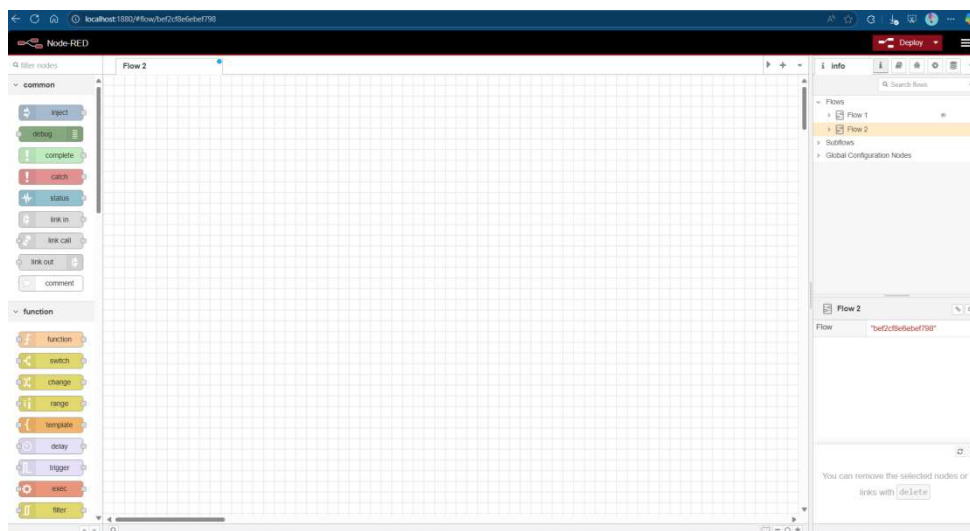 localhost:1880/#flow/bef2cf8e6ebef798
Node-RED
Deploy
filter nodes
Flow 2
info
common
Search flows
inject
debug
complete
catch
status
link in
link call
link out
comment
function
function
switch
change
range
template
delay
trigger
exec
filter
Flows
Flow 1
Flow 2
Subflows
Global Configuration Nodes
Flow 2
Flow "bef2cf8e6ebef798"
You can remove the selected nodes or
links with delete